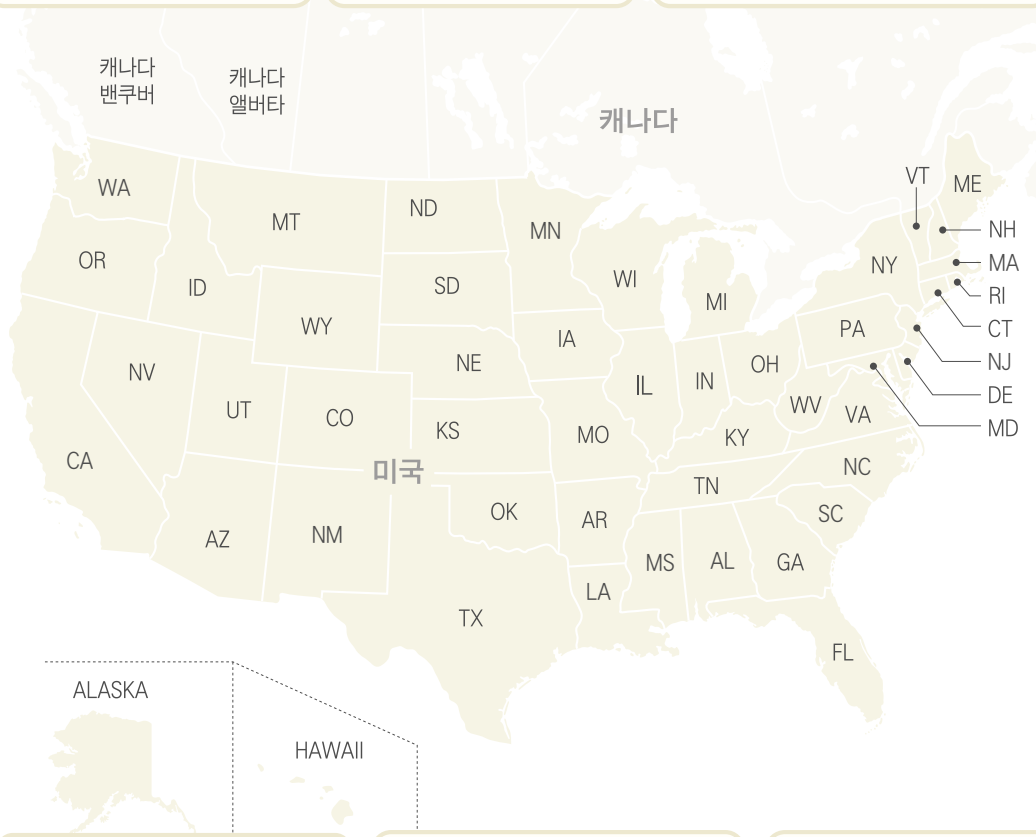 캐나다
밴쿠버
캐나다
앨버타
캐나다
VT
ME
WA
ND
MT
MN
NH
OR
NY
MA
WI
ID
SD
RI
MI
WY
CT
PA
IA
NJ
NE
OH
NV
IN
IL
DE
UT
CO
WV
VA
MD
KS
MO
KY
CA
NC
미국
TN
OK
SC
AR
AZ
NM
MS
AL
GA
LA
TX
FL
ALASKA
HAWAII